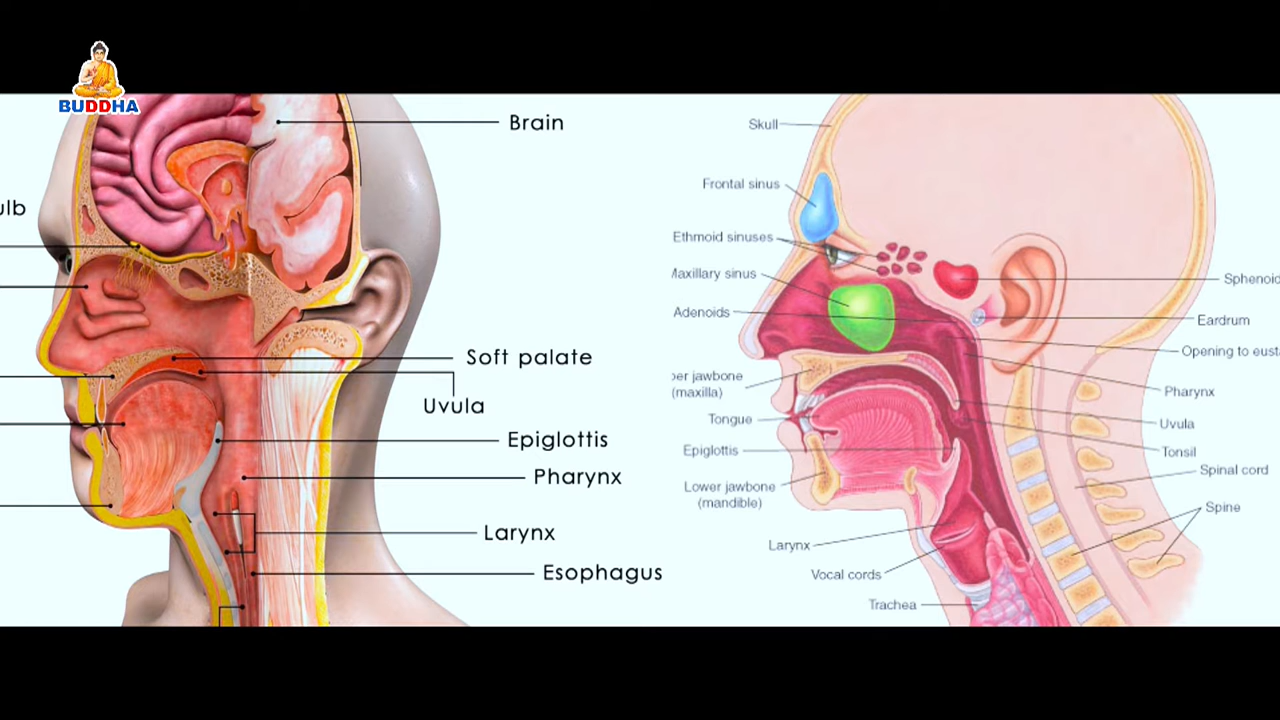 BUDDHA
Brain
ulb
Soft palate
Uvula
Epiglottis
Pharynx
Larynx
Esophagus
Skull
Frontal sinus
Ethmoid sinuses
Maxillary sinus
Adenoids
per jawbone
(maxilla)
Tongue
Epiglottis
Lower jawbone
(mandible)
Larynx
Vocal cords
Trachea
Sphenoid
Eardrum
Opening to eusta
Pharynx
Uvula
Tonsil
Spinal cord
Spine